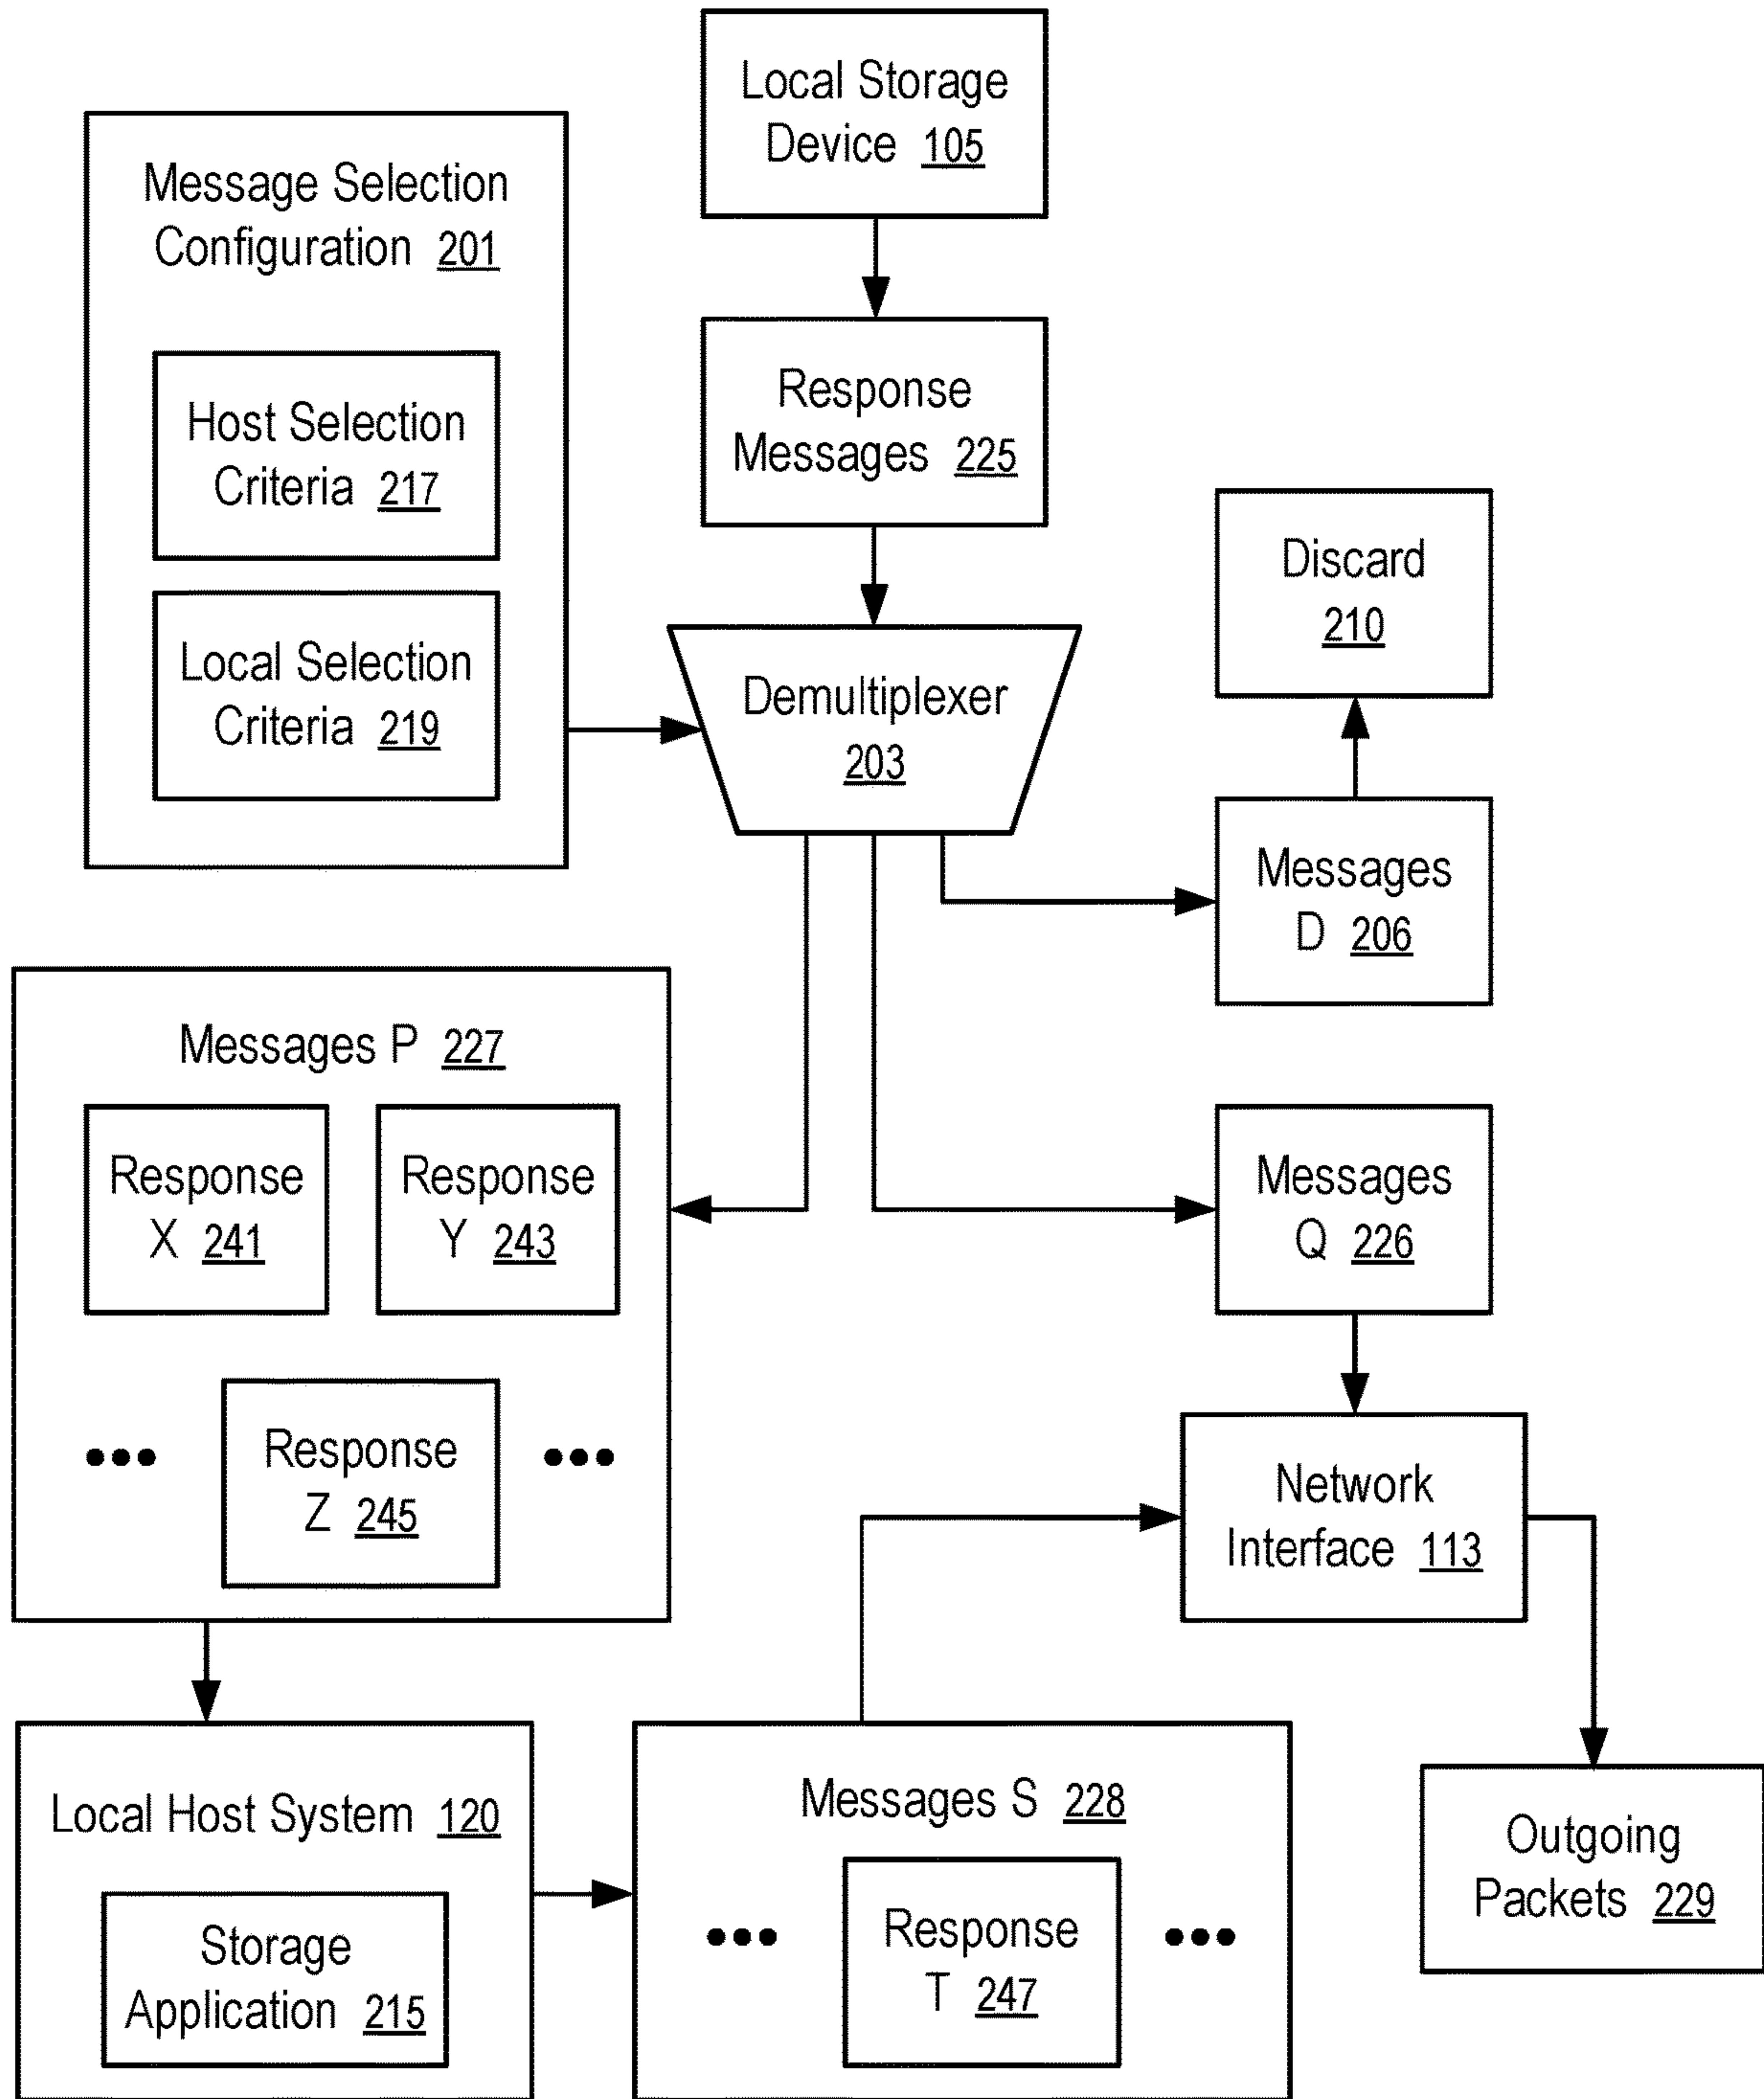 Local Storage
Device 105
Message Selection
Configuration 201
Host Selection
Criteria 217
Local Selection
Criteria 219
Response
Messages 225
Demultiplexer
203
Discard
210
Messages
D 206
Messages P 227
Response
X 241
Response
Y 243
•••
Response
Z 245
•••
Messages
Q 226
Network
Interface 113
Local Host System 120
Storage
Application 215
Messages S 228
•••
Response
T 247
•••
Outgoing
Packets 229